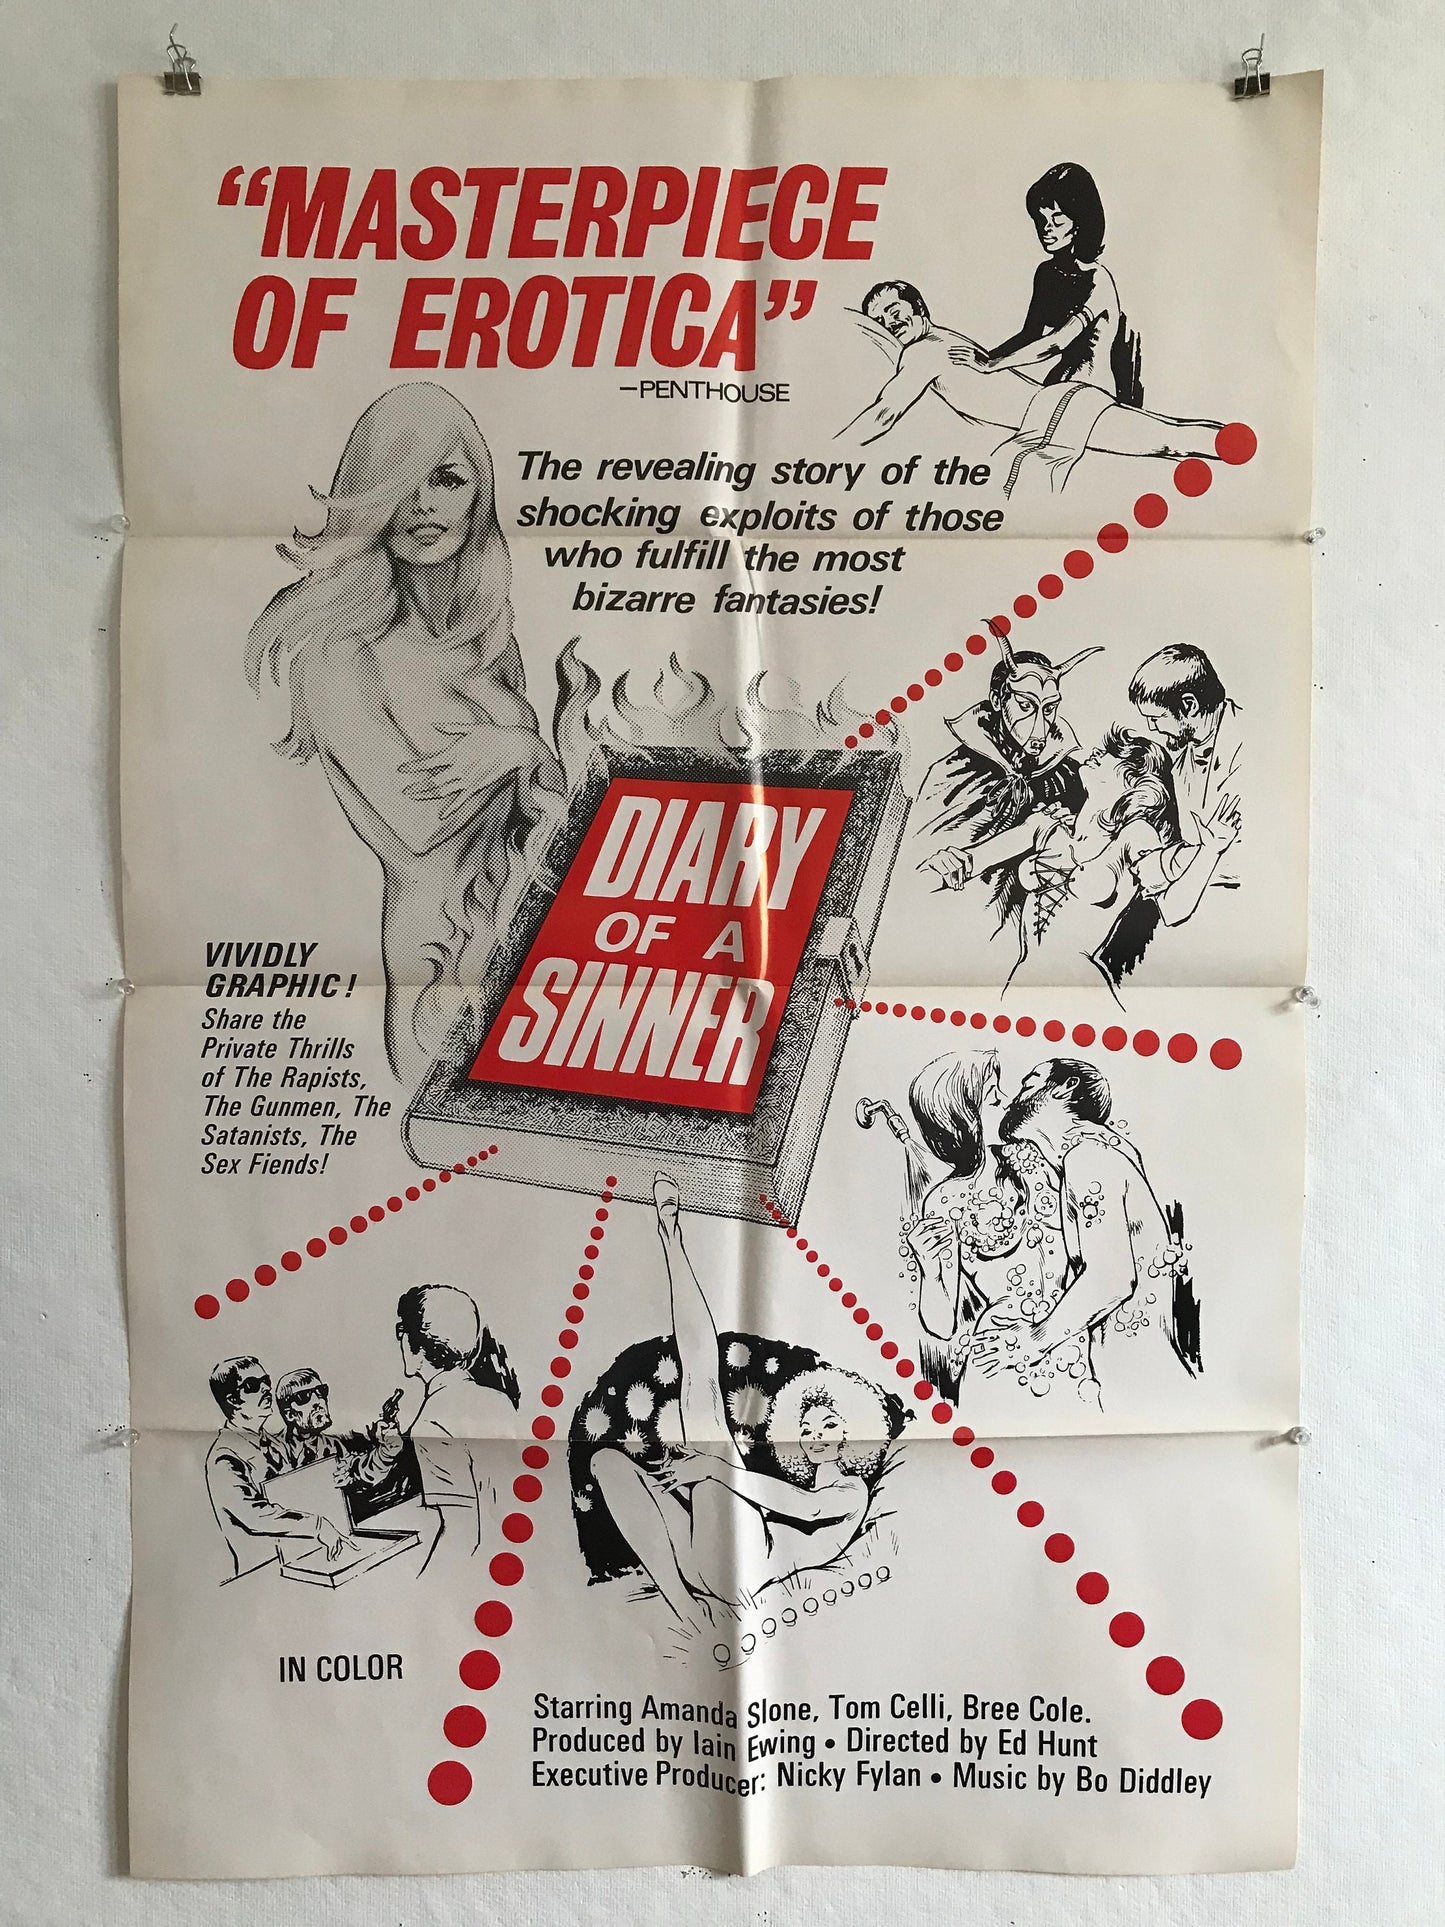 “MASTERPIECE
OF EROTICA”
–PENTHOUSE
The revealing story of the
shocking exploits of those
who fulfill the most
bizarre fantasies!
DIARY
OF A
SINNER
VIVIDLY
GRAPHIC!
Share the
Private Thrills
of The Rapists,
The Gunmen, The
Satanists, The
Sex Fiends!
IN COLOR
Starring Amanda Slone, Tom Celli, Bree Cole.
Produced by Iain Ewing • Directed by Ed Hunt
Executive Producer: Nicky Fylan • Music by Bo Diddley